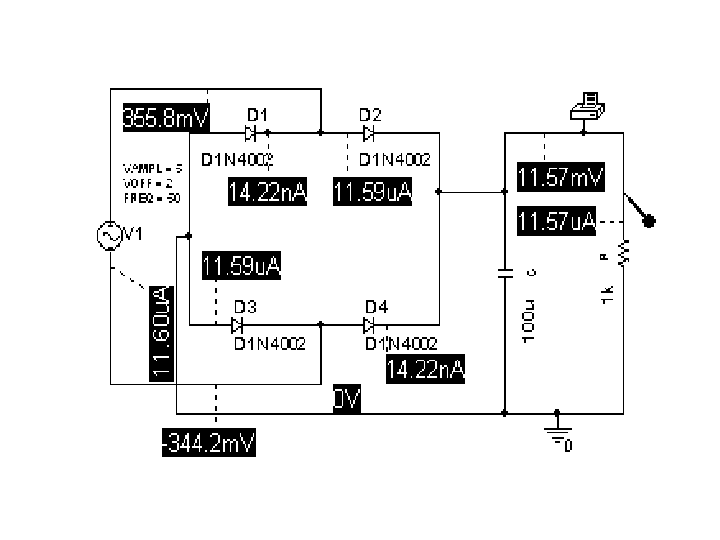 355.8mV
D1
D2
D1N4002
D1N4002
VAMPL = 5
VOFF = 2
FREQ = 50
14.22nA
11.59uA
11.57mV
11.57uA
V1
11.59uA
R
1k
C
100u
11.60uA
D3
D4
D1N4002
D1N4002
14.22nA
0V
-344.2mV
0